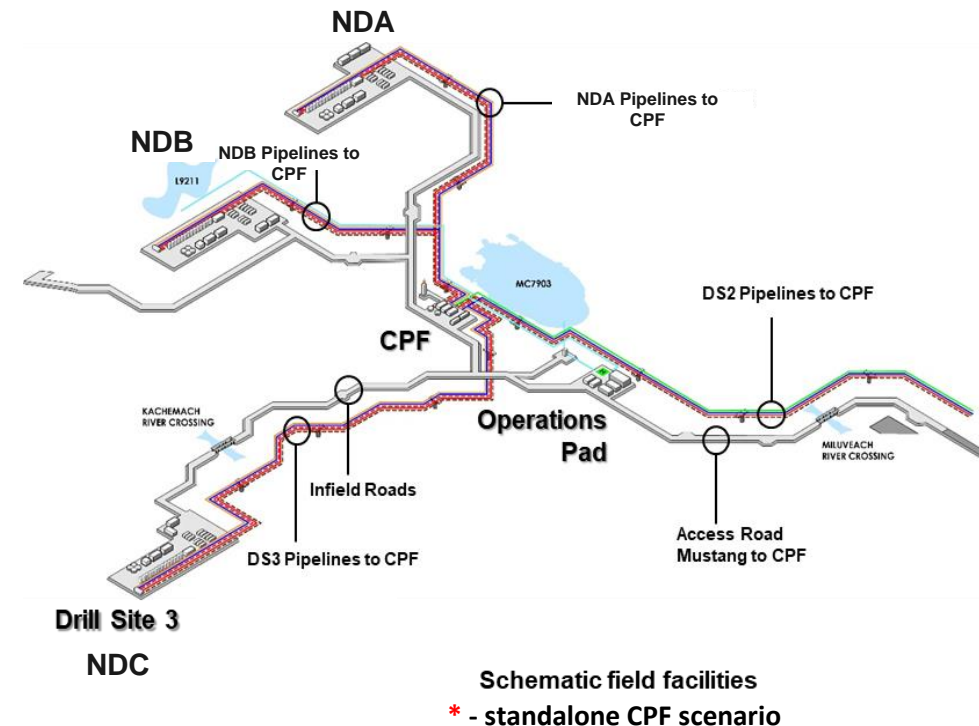 NDA
NDA Pipelines to
CPF
NDB
NDB Pipelines to
CPF
L9211
MC7903
DS2 Pipelines to CPF
CPF
KACHEMACH
RIVER CROSSING
Operations
Pad
MILUVEACH
RIVER CROSSING
Infield Roads
DS3 Pipelines to CPF
Access Road
Mustang to CPF
Drill Site 3
NDC
Schematic field facilities
* - standalone CPF scenario